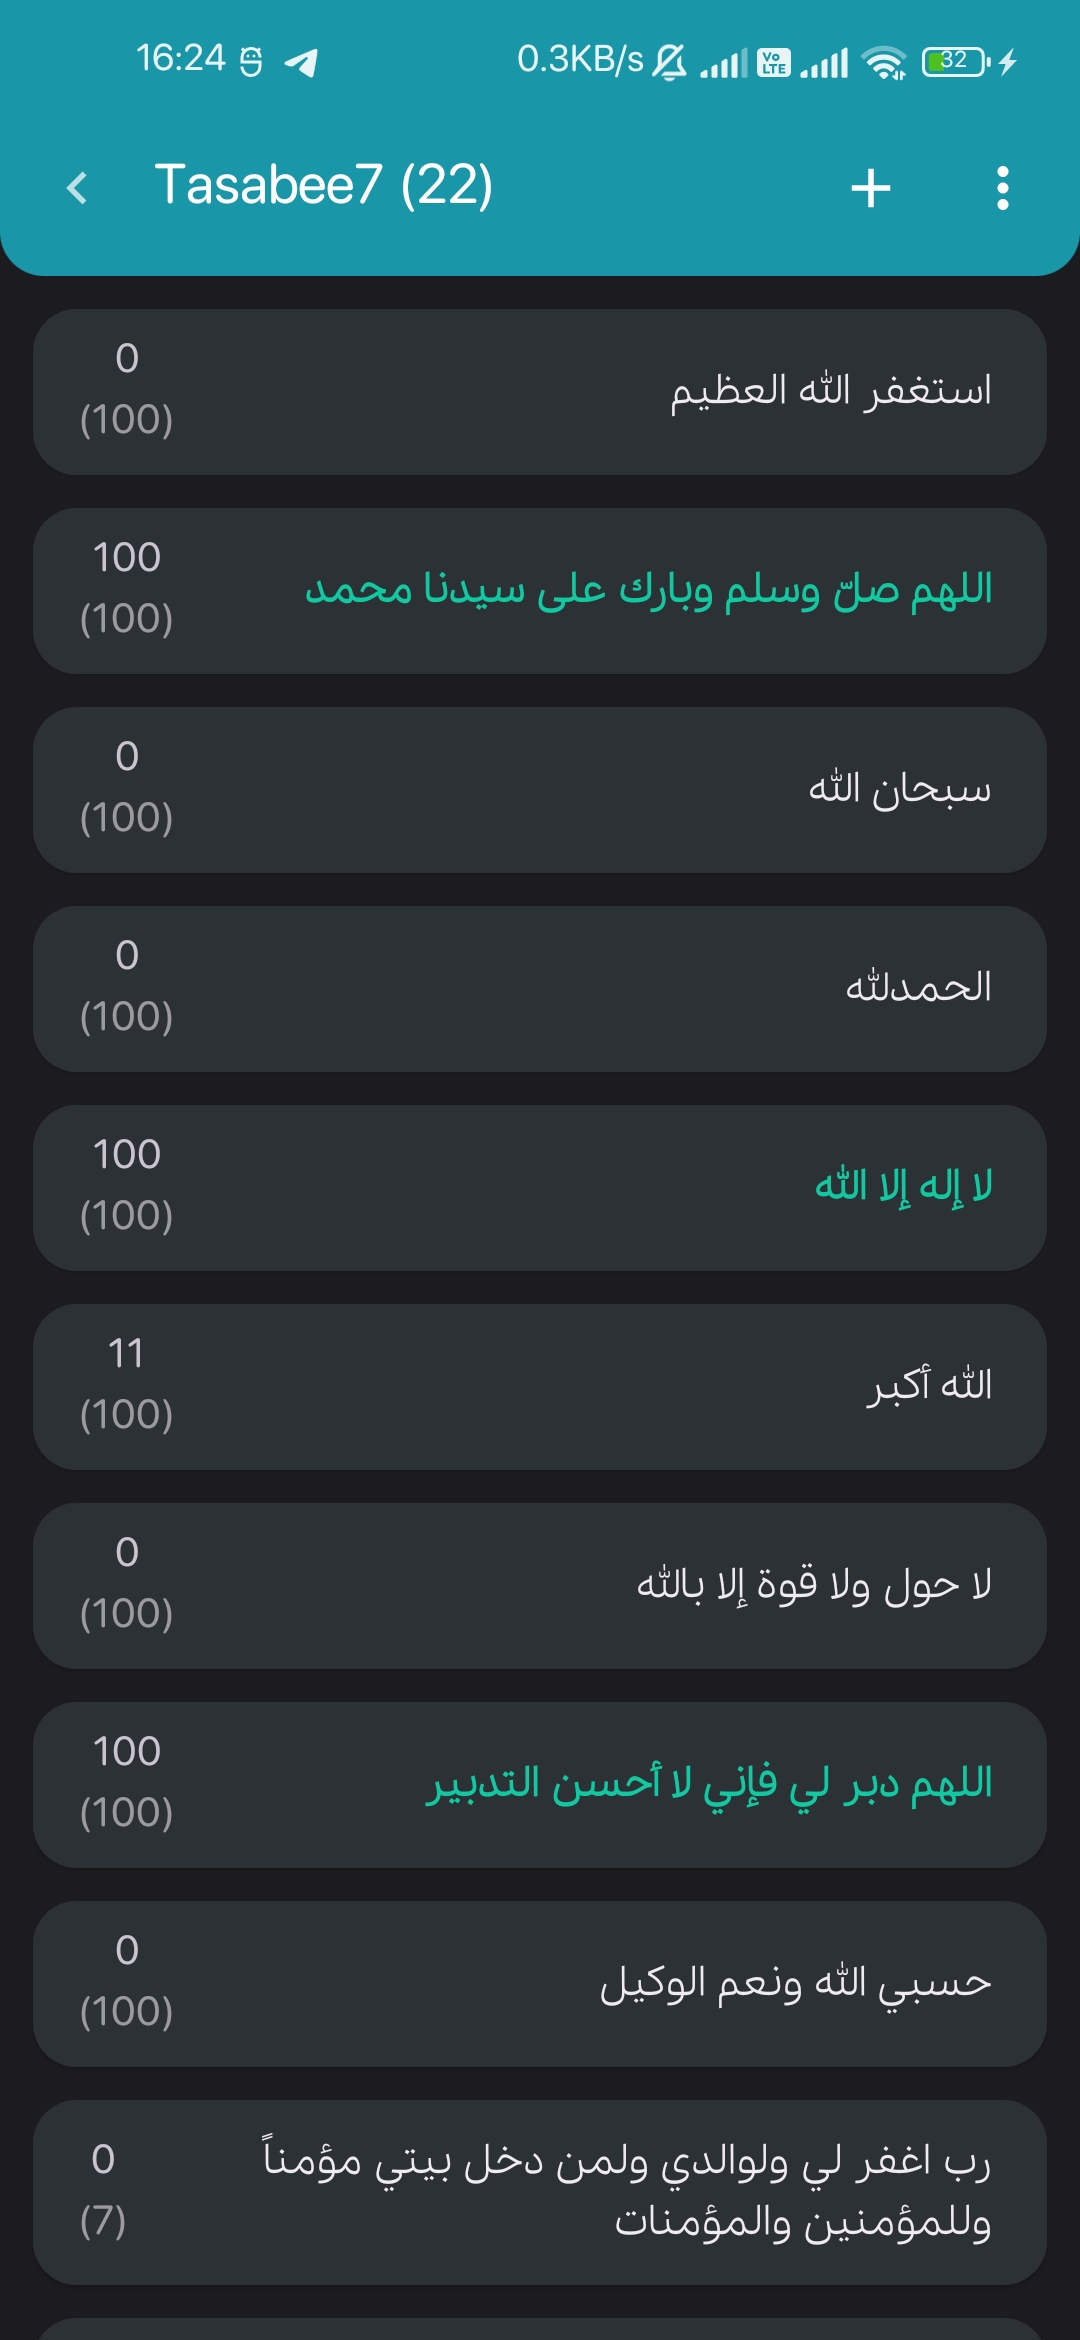 16:24 0.3KB/s Vo LTE 32
Tasabee7 (22)
0
(100)
استغفر الله العظيم
100
(100)
اللهم صلّ وسلم وبارك على سيدنا محمد
0
(100)
سبحان الله
0
(100)
الحمدلله
100
(100)
لا إله إلا الله
11
(100)
الله أكبر
0
(100)
لا حول ولا قوة إلا بالله
100
(100)
اللهم دبر لي فإني لا أحسن التدبير
0
(100)
حسبي الله ونعم الوكيل
0
(7)
رب اغفر لي ولوالدي ولمن دخل بيتي مؤمناً
وللمؤمنين والمؤمنات